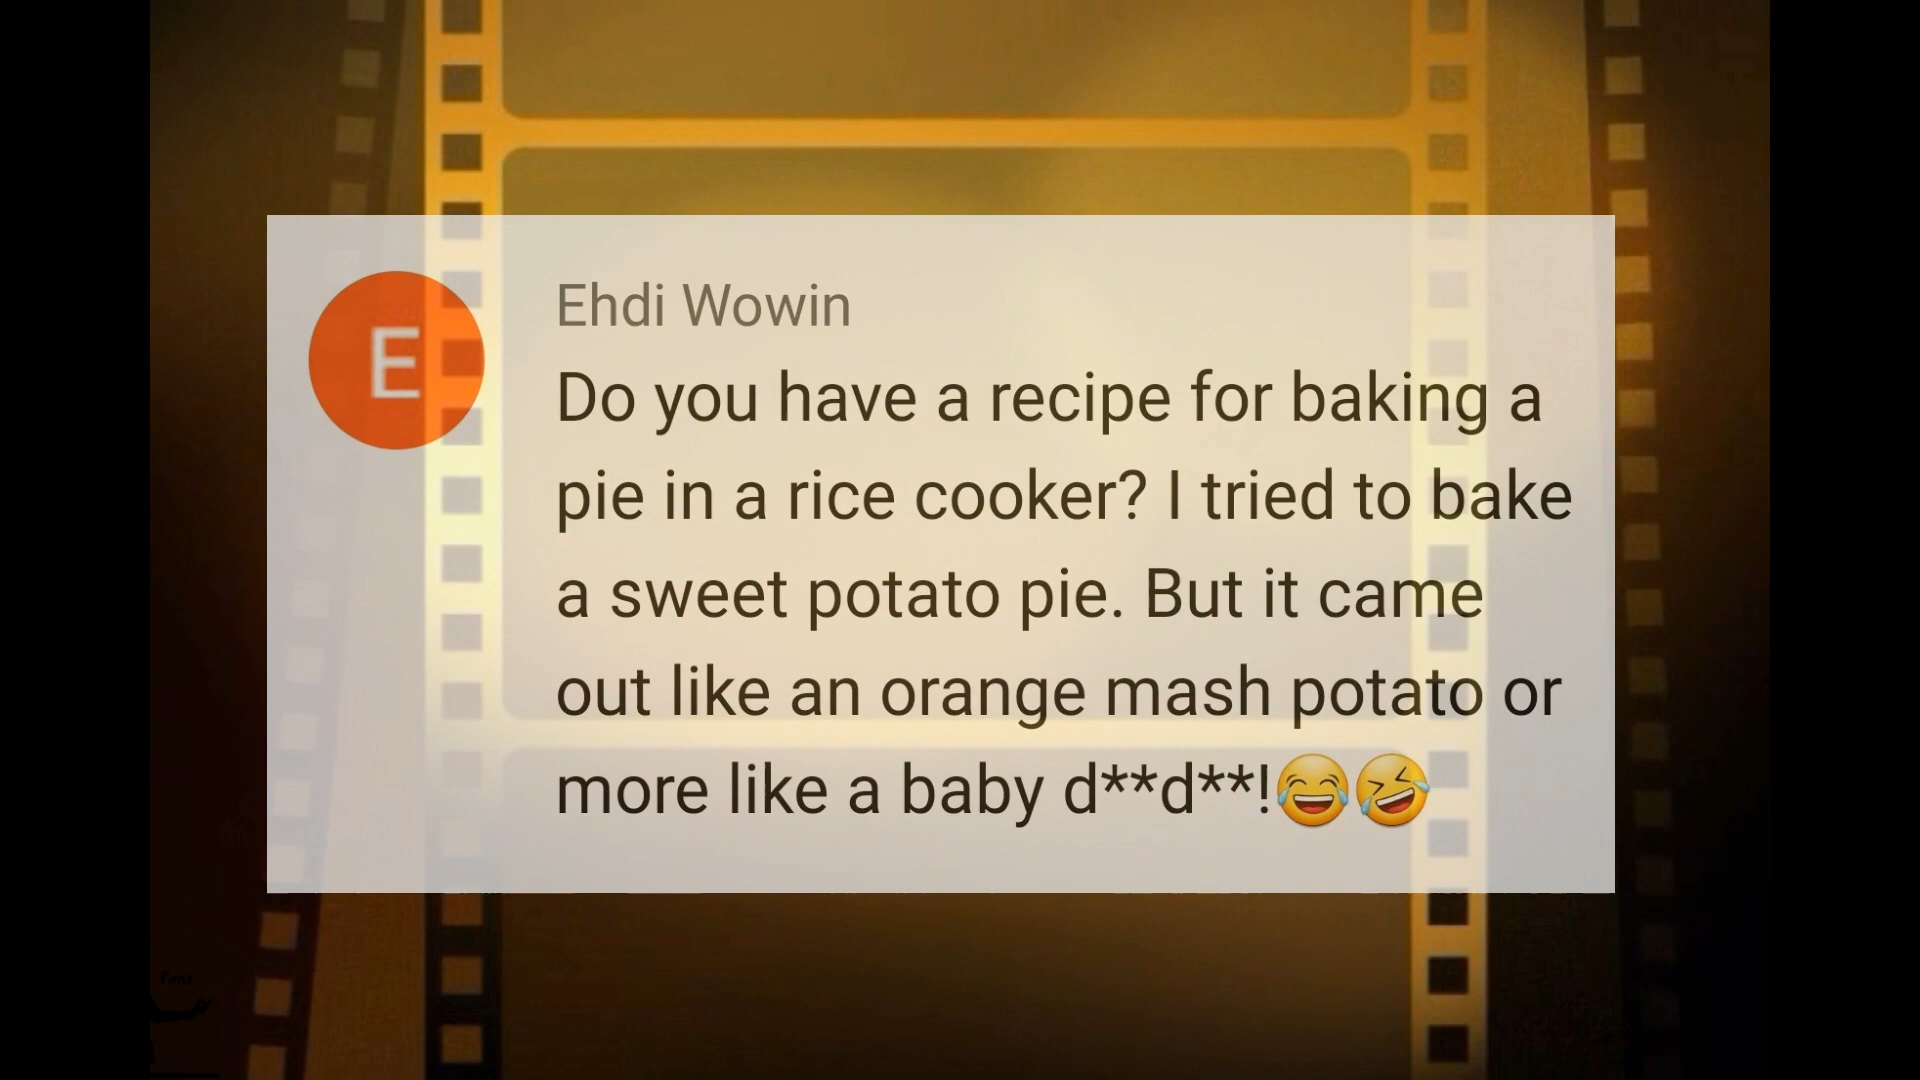 E
Ehdi Wowin
Do you have a recipe for baking a
pie in a rice cooker? I tried to bake
a sweet potato pie. But it came
out like an orange mash potato or
more like a baby d**d**!😂🤣